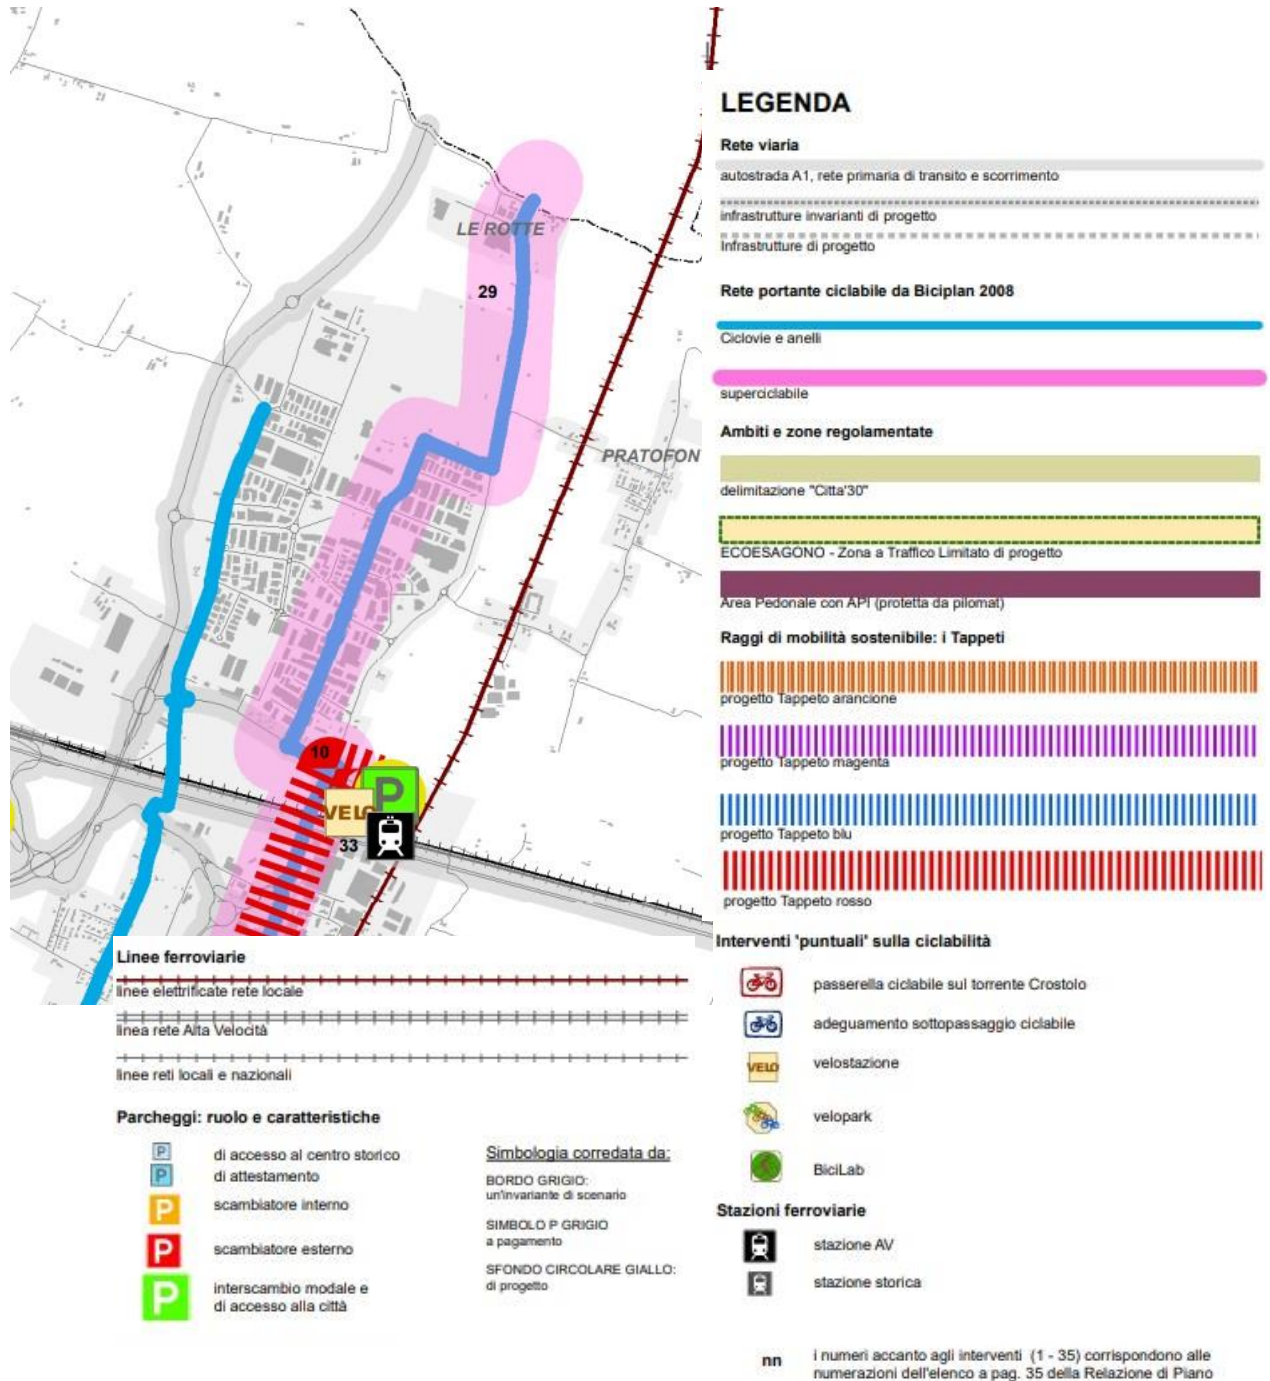 LE ROTTE
29
PRATOFON
10
P
VELO
33
LEGENDA
Rete viaria
autostrada A1, rete primaria di transito e scorrimento
infrastrutture invarianti di progetto
Infrastrutture di progetto
Rete portante ciclabile da Biciplan 2008
Ciclovie e anelli
superciclabile
Ambiti e zone regolamentate
delimitazione "Citta'30"
ECOESAGONO - Zona a Traffico Limitato di progetto
Area Pedonale con API (protetta da pilomat)
Raggi di mobilità sostenibile: i Tappeti
progetto Tappeto arancione
progetto Tappeto magenta
progetto Tappeto blu
progetto Tappeto rosso
Linee ferroviarie
linee elettrificate rete locale
linea rete Alta Velocità
linee reti locali e nazionali
Parcheggi: ruolo e caratteristiche
P di accesso al centro storico
P di attestamento
P scambiatore interno
P scambiatore esterno
P interscambio modale e
di accesso alla città
Simbologia corredata da:
BORDO GRIGIO:
un'invariante di scenario
SIMBOLO P GRIGIO
a pagamento
SFONDO CIRCOLARE GIALLO:
di progetto
Interventi 'puntuali' sulla ciclabilità
passerella ciclabile sul torrente Crostolo
adeguamento sottopassaggio ciclabile
VELO velostazione
velopark
BiciLab
Stazioni ferroviarie
stazione AV
stazione storica
nn i numeri accanto agli interventi (1 - 35) corrispondono alle
numerazioni dell'elenco a pag. 35 della Relazione di Piano